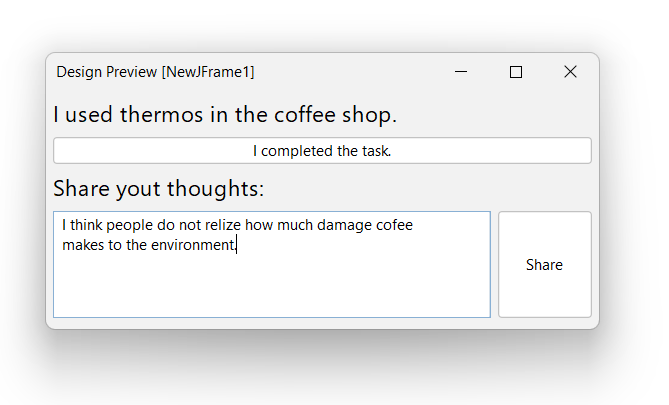 Design Preview [NewJFrame1]
I used thermos in the coffee shop.
I completed the task.
Share yout thoughts:
I think people do not relize how much damage cofee
makes to the environment.
Share